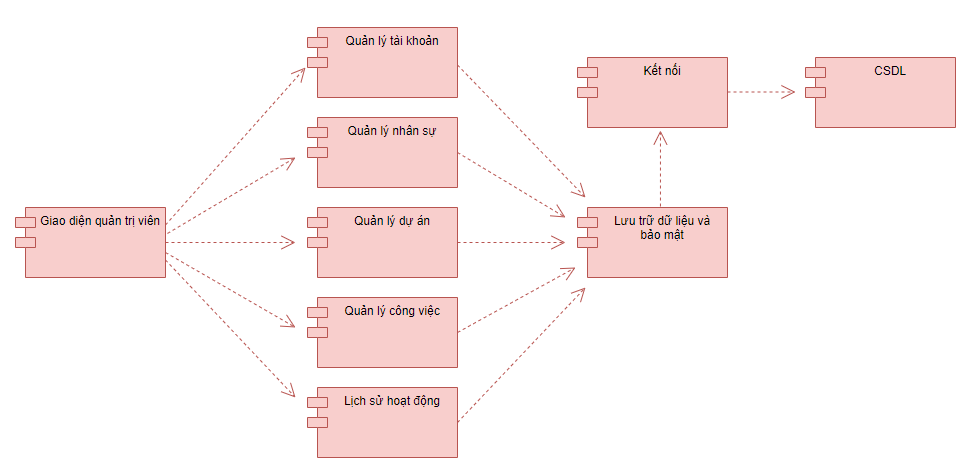 Quản lý tài khoản
Kết nối
CSDL
Quản lý nhân sự
Giao diện quản trị viên
Quản lý dự án
Lưu trữ dữ liệu và
bảo mật
Quản lý công việc
Lịch sử hoạt động